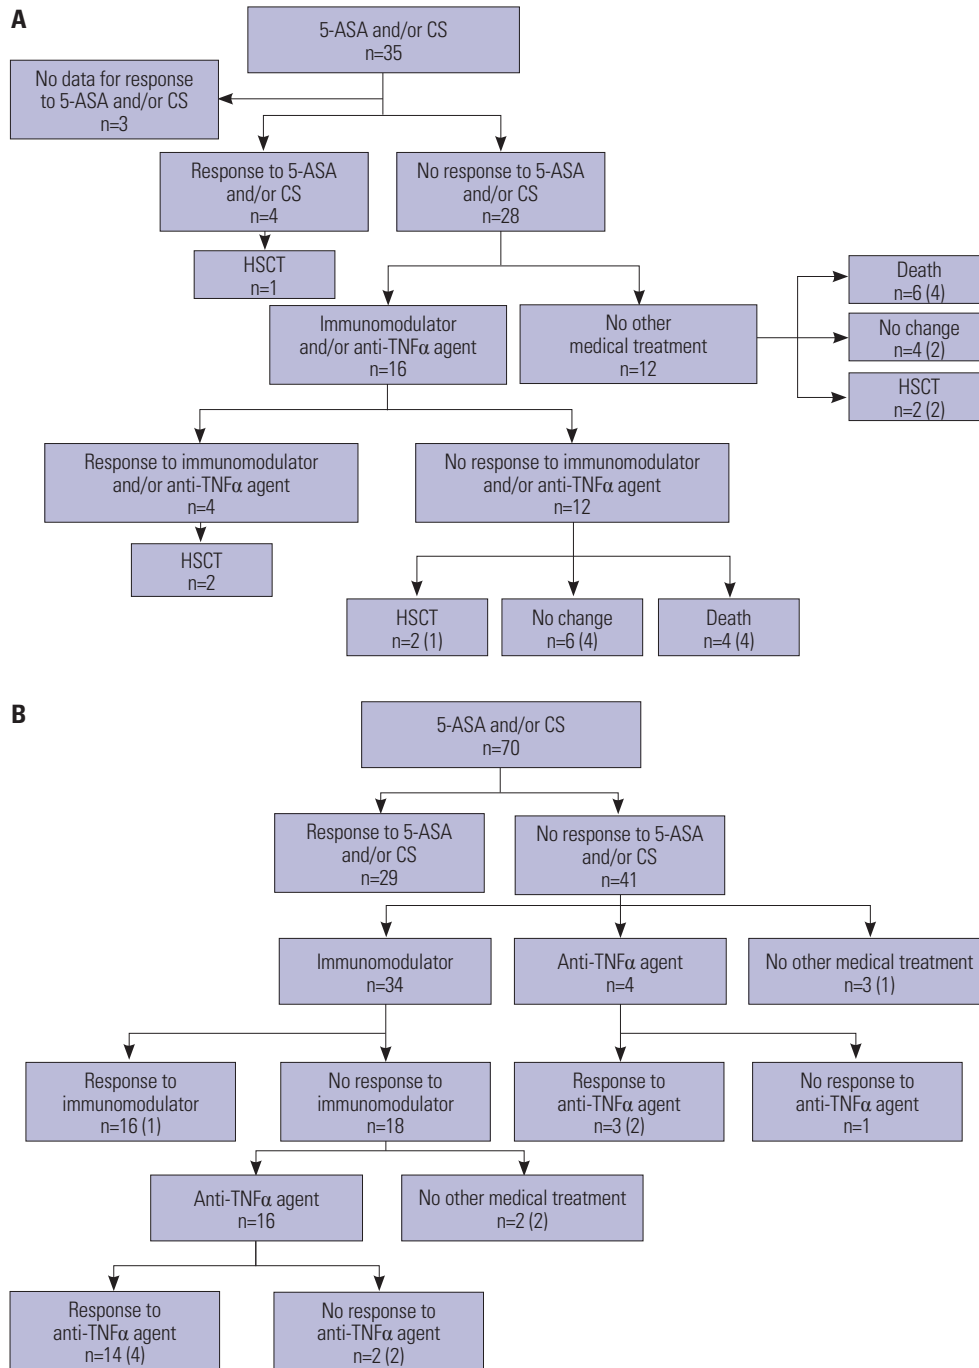 A
5-ASA and/or CS
n=35
No data for response
to 5-ASA and/or CS
n=3
Response to 5-ASA
and/or CS
n=4
No response to 5-ASA
and/or CS
n=28
HSCT
n=1
Immunomodulator
and/or anti-TNFα agent
n=16
No other
medical treatment
n=12
Death
n=6 (4)
No change
n=4 (2)
HSCT
n=2 (2)
Response to immunomodulator
and/or anti-TNFα agent
n=4
No response to immunomodulator
and/or anti-TNFα agent
n=12
HSCT
n=2
HSCT
n=2 (1)
No change
n=6 (4)
Death
n=4 (4)
B
5-ASA and/or CS
n=70
Response to 5-ASA
and/or CS
n=29
No response to 5-ASA
and/or CS
n=41
Immunomodulator
n=34
Anti-TNFα agent
n=4
No other medical treatment
n=3 (1)
Response to
immunomodulator
n=16 (1)
No response to
immunomodulator
n=18
Response to
anti-TNFα agent
n=3 (2)
No response to
anti-TNFα agent
n=1
Anti-TNFα agent
n=16
No other medical treatment
n=2 (2)
Response to
anti-TNFα agent
n=14 (4)
No response to
anti-TNFα agent
n=2 (2)